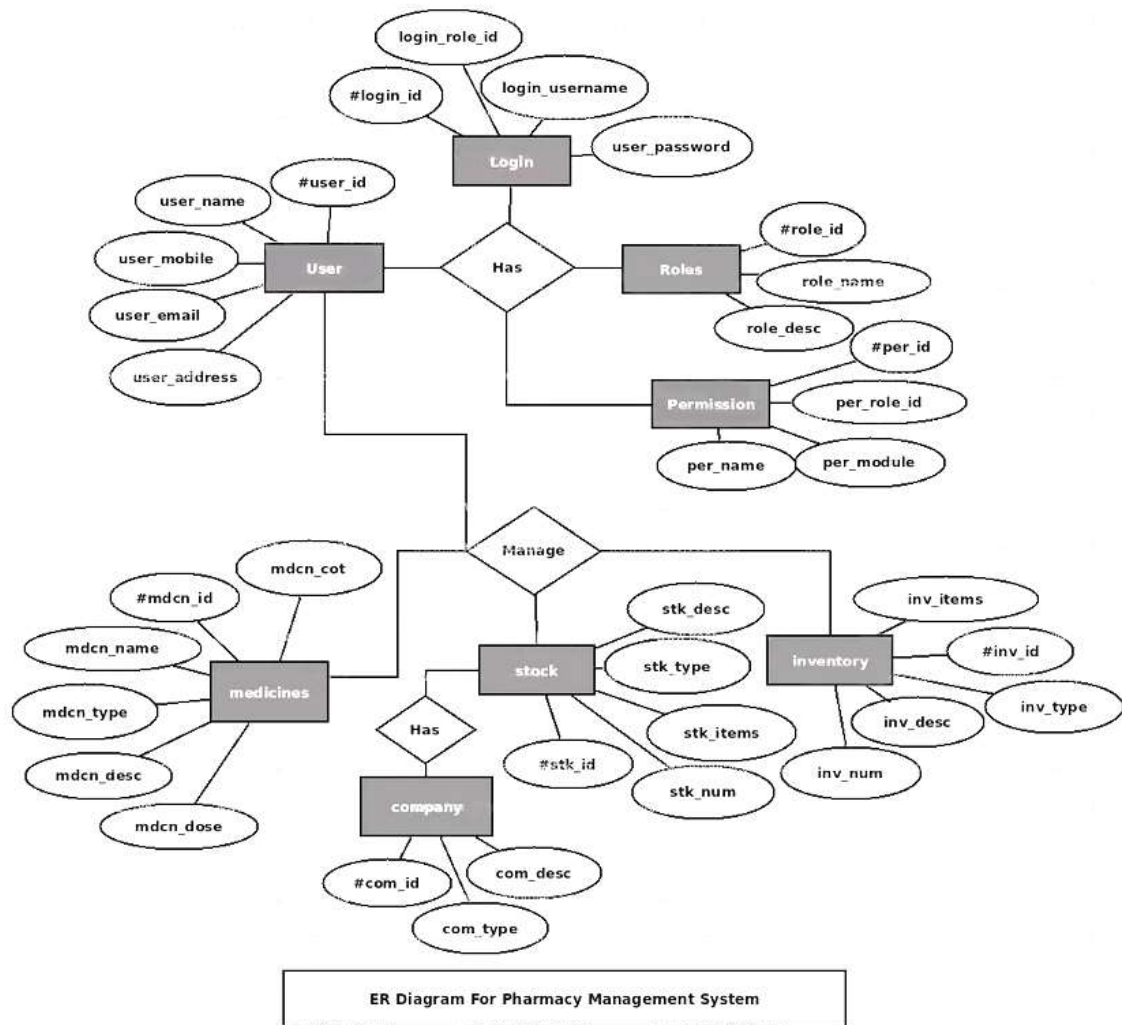 login_role_id
login_username
#login_id
user_password
Login
#user_id
user_name
user_mobile
User
user_email
user_address
Has
#role_id
Roles
role_name
role_desc
#per_id
Permission
per_role_id
per_name
per_module
Manage
mdcn_cot
#mdcn_id
mdcn_name
medicines
mdcn_type
mdcn_desc
mdcn_dose
stk_desc
stock
stk_type
stk_items
#stk_id
stk_num
Has
company
com_desc
#com_id
com_type
inv_items
inventory
#inv_id
inv_type
inv_desc
inv_num
ER Diagram For Pharmacy Management System